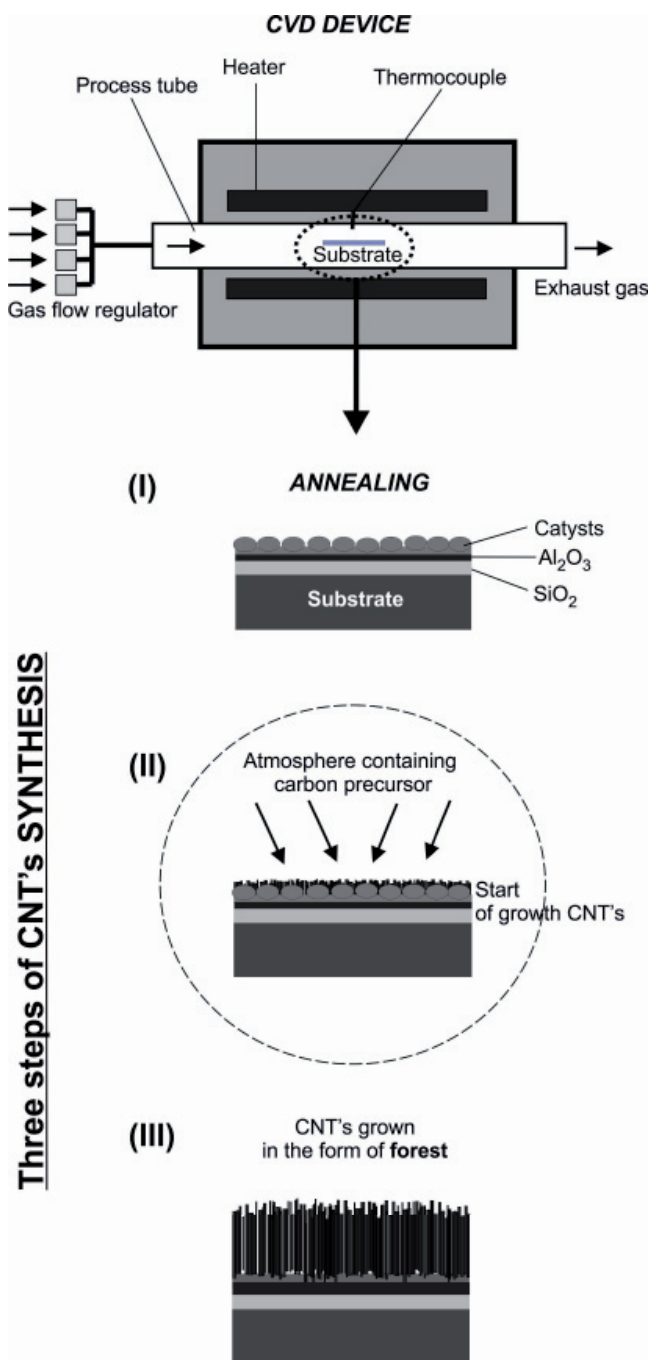 CVD DEVICE
Heater
Thermocouple
Process tube
Substrate
Gas flow regulator
Exhaust gas
(I)
ANNEALING
Catysts
Al₂O₃
SiO₂
Substrate
Three steps of CNT's SYNTHESIS
(II)
Atmosphere containing
carbon precursor
Start
of growth CNT's
(III)
CNT's grown
in the form of forest